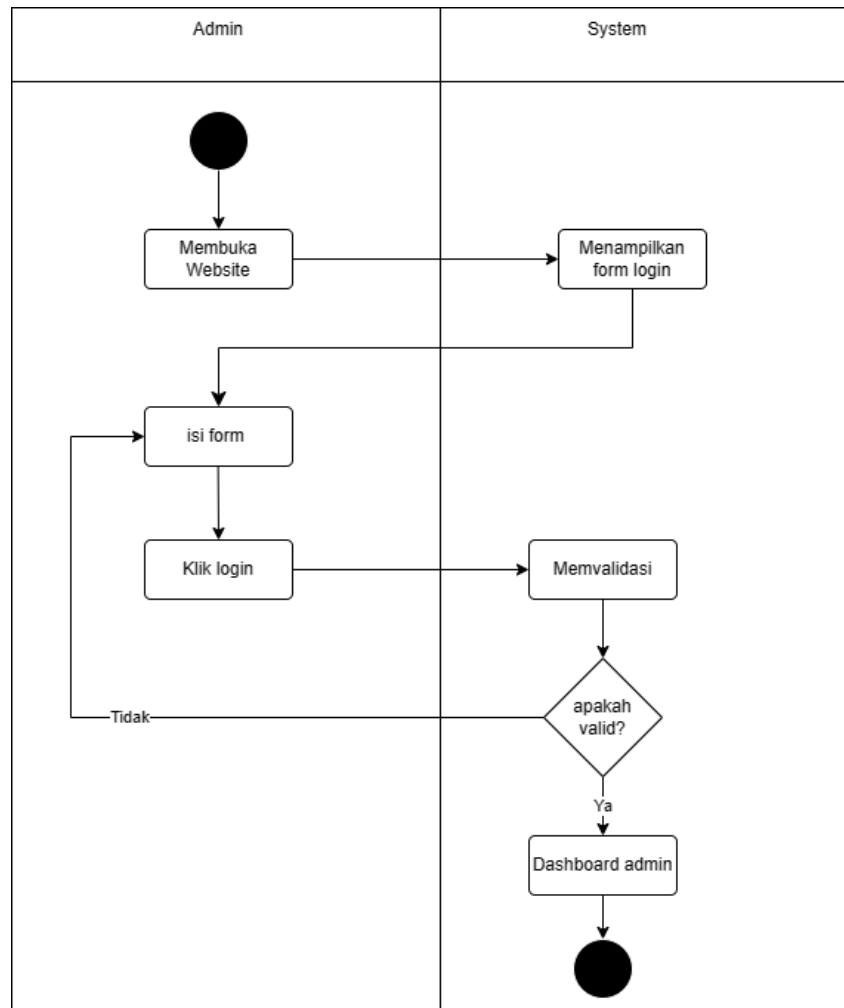 Admin
System
Membuka
Website
Menampilkan
form login
isi form
Klik login
Memvalidasi
apakah
valid?
Tidak
Ya
Dashboard admin